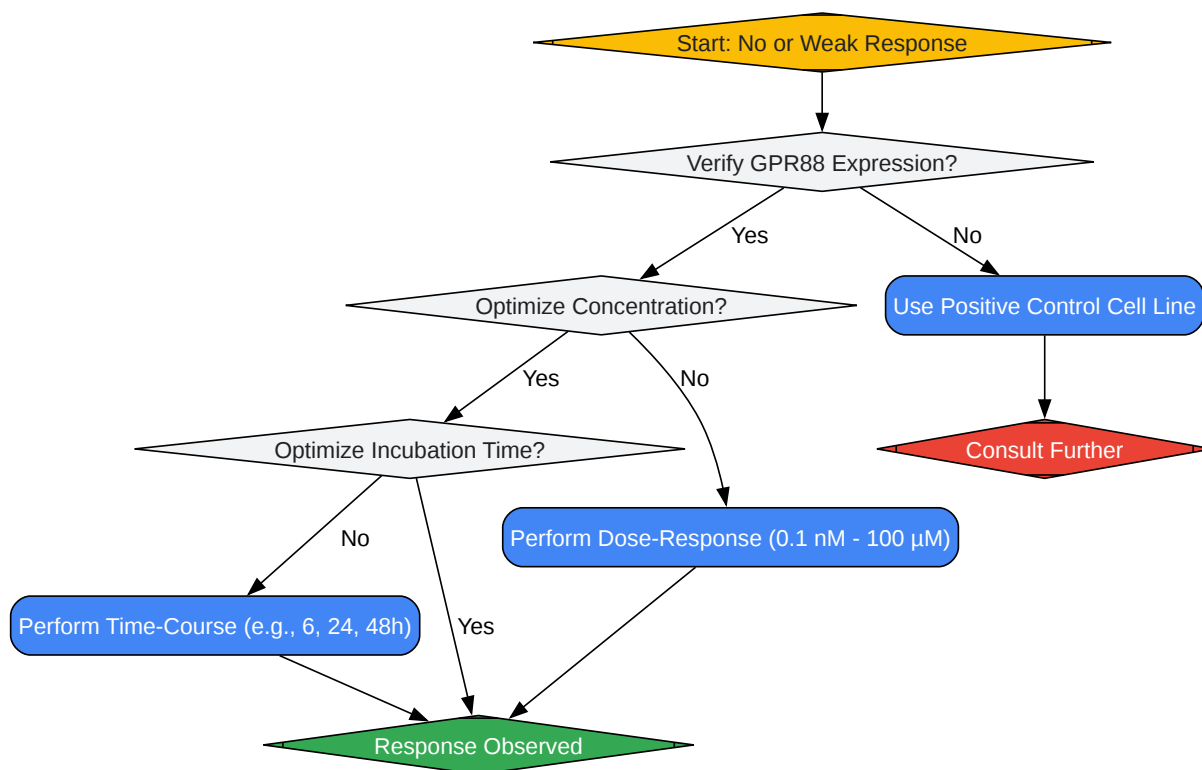 Start: No or Weak Response
Verify GPR88 Expression?
Yes
No
Optimize Concentration?
Use Positive Control Cell Line
Yes
No
Optimize Incubation Time?
Consult Further
No
Perform Dose-Response (0.1 nM - 100 µM)
Perform Time-Course (e.g., 6, 24, 48h)
Yes
Response Observed